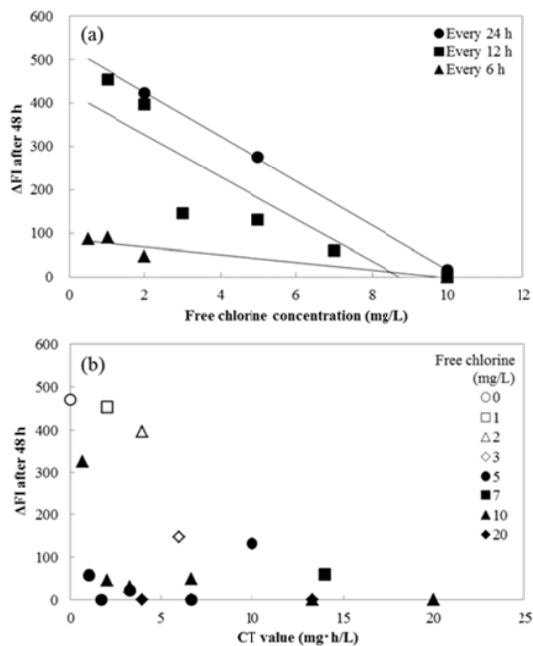 (a)
Every 24 h
Every 12 h
Every 6 h
600
500
400
300
200
100
0
ΔFI after 48 h
0 2 4 6 8 10 12
Free chlorine concentration (mg/L)
(b)
Free chlorine
(mg/L)
0
1
2
3
5
7
10
20
600
500
400
300
200
100
0
ΔFI after 48 h
0 5 10 15 20 25
CT value (mg·h/L)